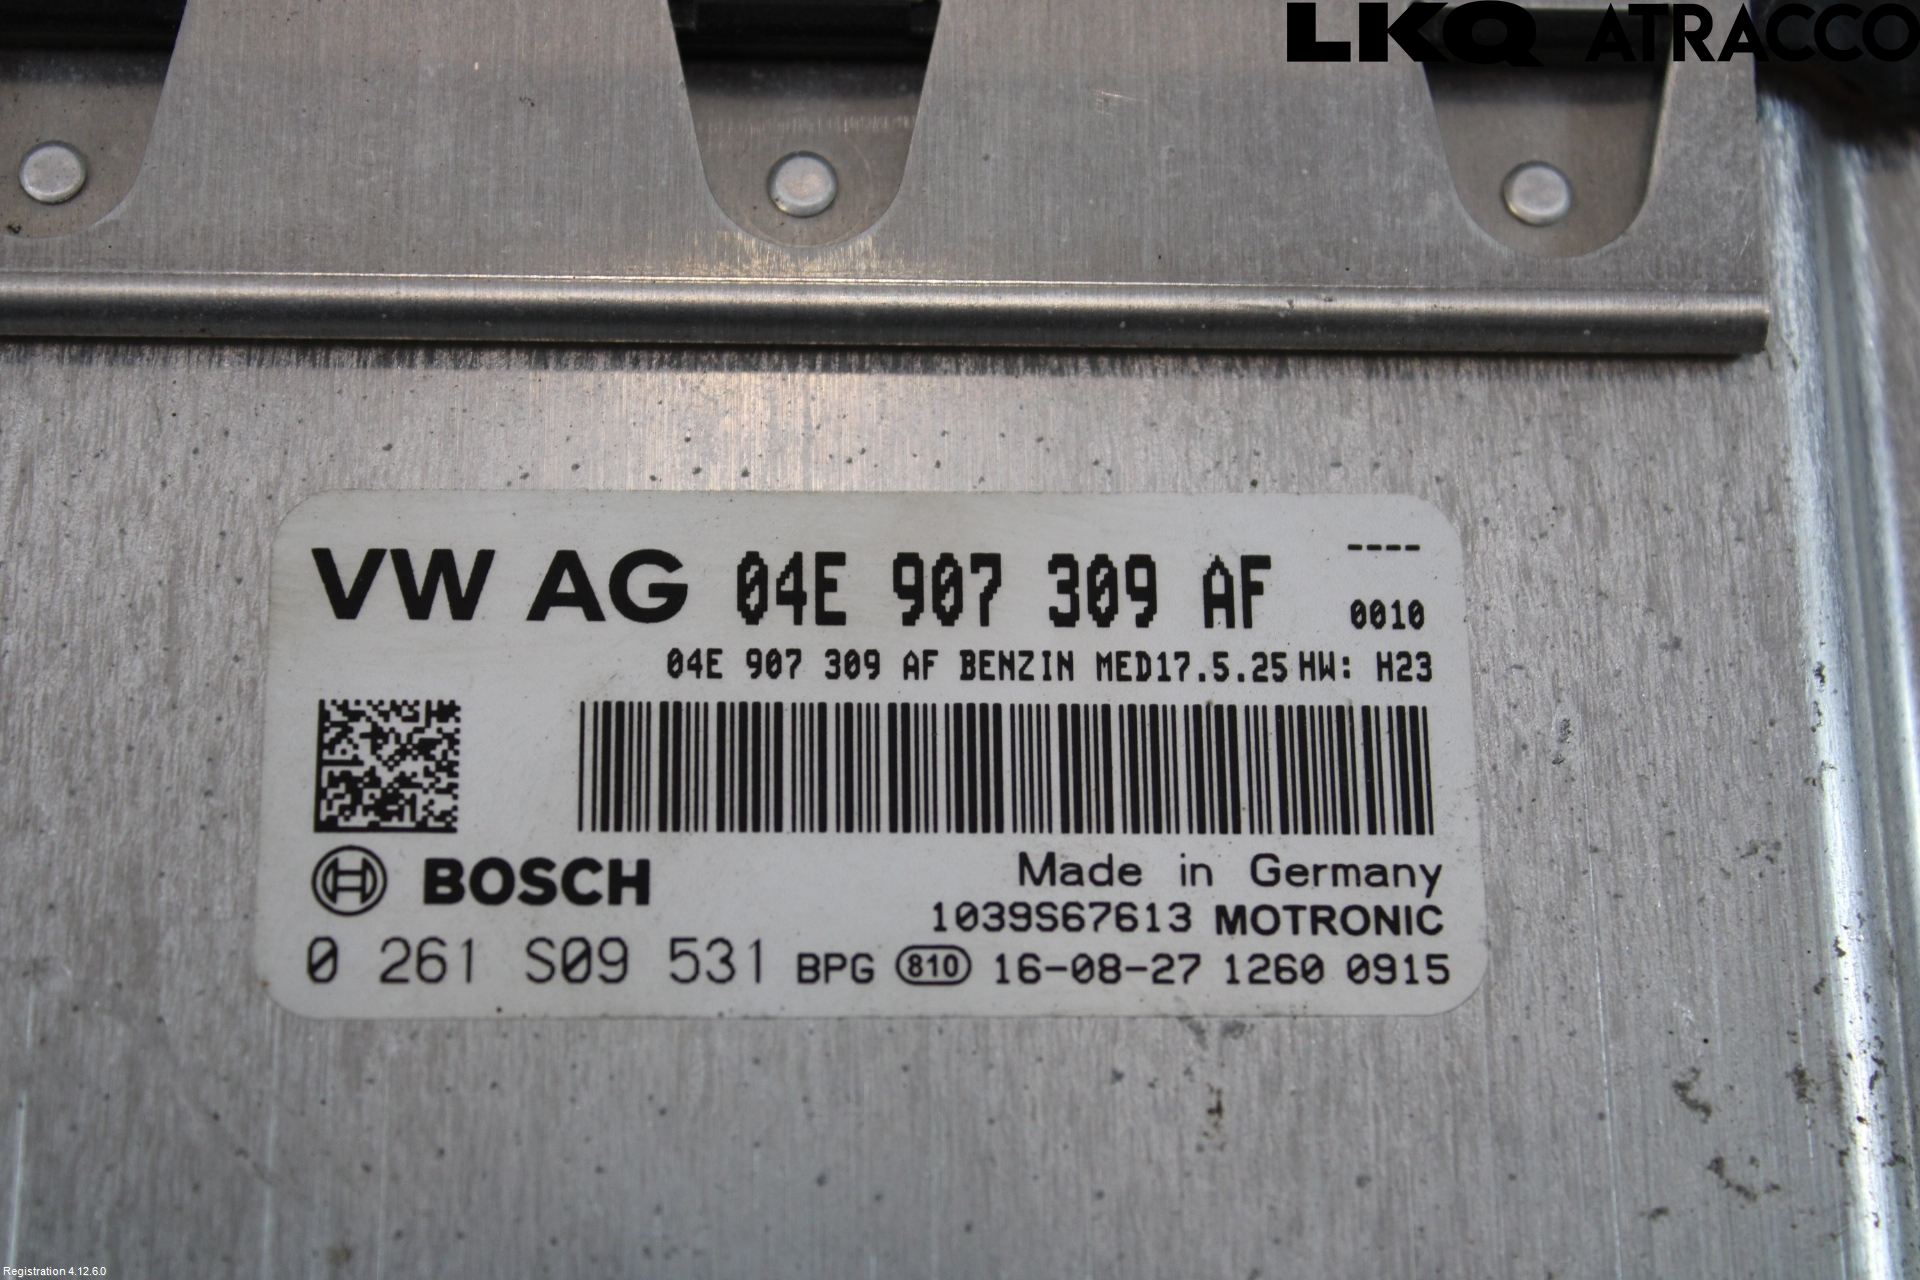 LKQ ATRACCO
VW AG 04E 907 309 AF ----
0010
04E 907 309 AF BENZIN MED17.5.25 HW: H23
BOSCH
Made in Germany
1039S67613 MOTRONIC
0 261 S09 531 BPG 810 16-08-27 1260 0915
Registration 4.12.6.0